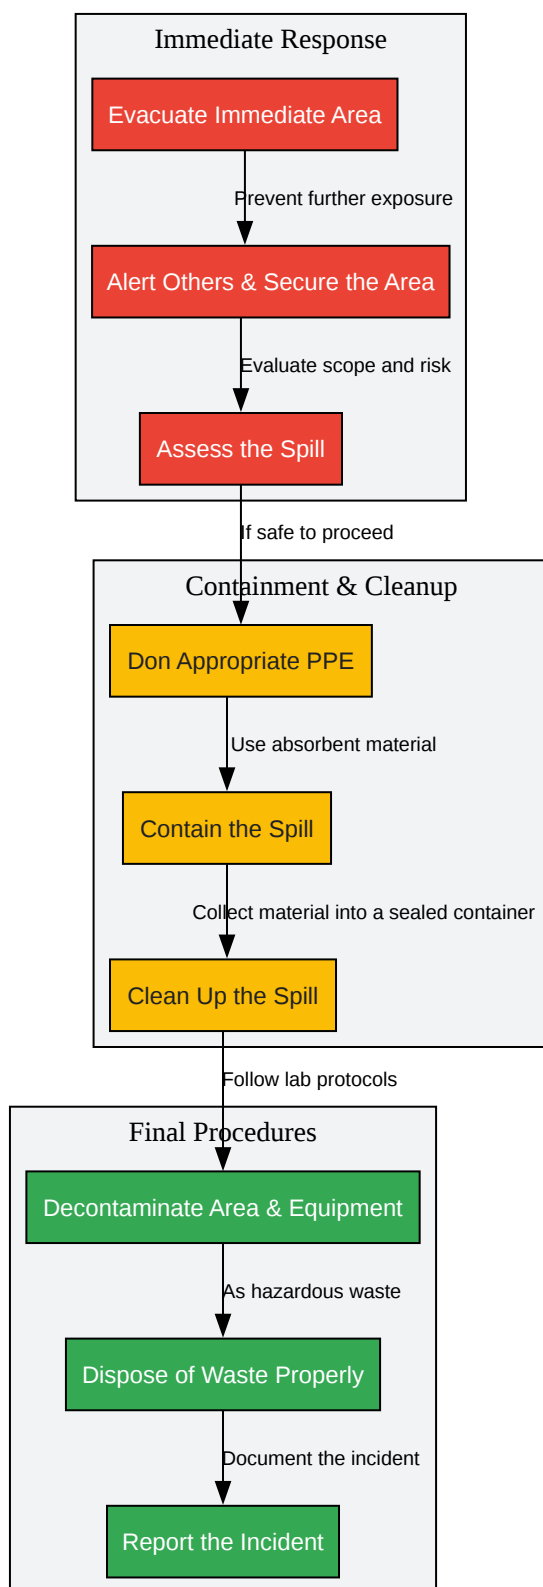 Immediate Response
Evacuate Immediate Area
Prevent further exposure
Alert Others & Secure the Area
Evaluate scope and risk
Assess the Spill
If safe to proceed
Containment & Cleanup
Don Appropriate PPE
Use absorbent material
Contain the Spill
Collect material into a sealed container
Clean Up the Spill
Follow lab protocols
Final Procedures
Decontaminate Area & Equipment
As hazardous waste
Dispose of Waste Properly
Document the incident
Report the Incident